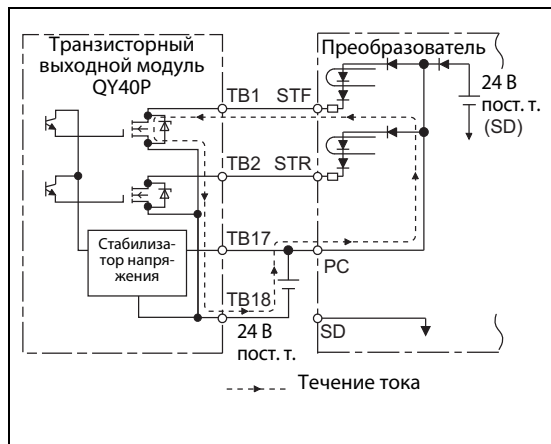 Транзисторный
выходной модуль
QY40P
Преобразователь
TB1 STF
24 В
пост. т.
(SD)
TB2 STR
Стабилиза-
тор напря-
жения
TB17
PC
TB18
24 В
пост. т.
SD
Течение тока